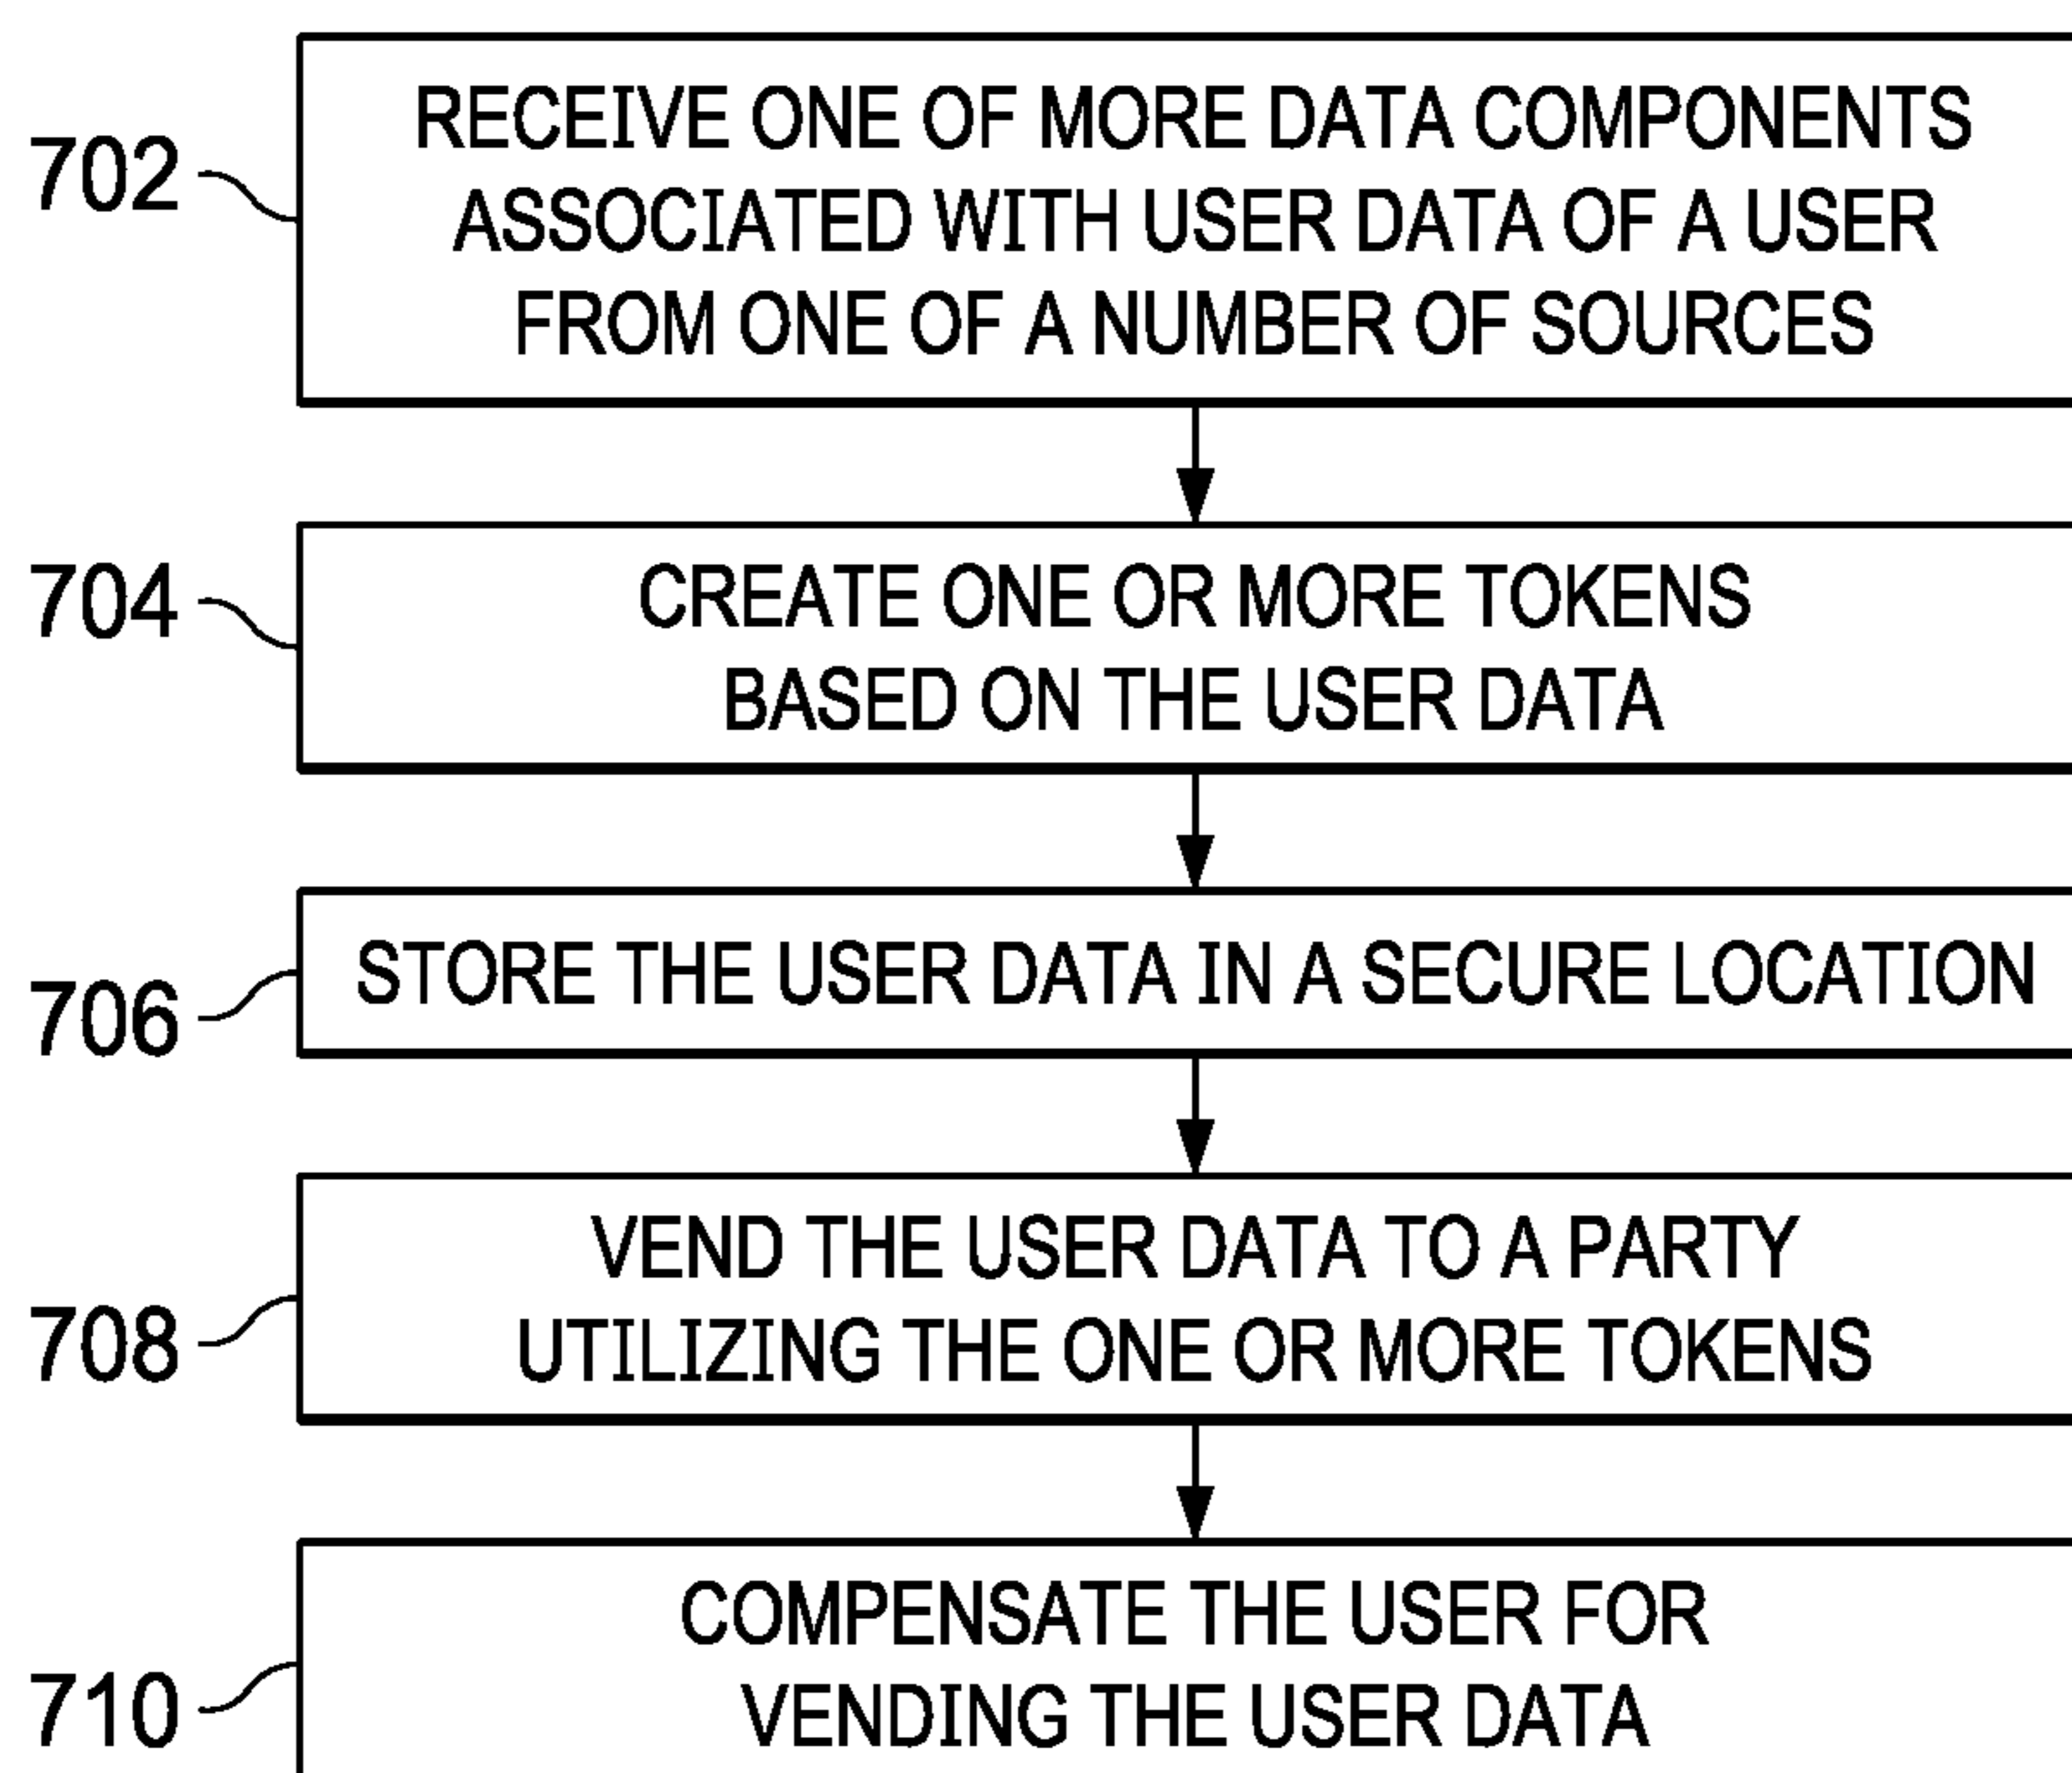 702
RECEIVE ONE OF MORE DATA COMPONENTS
ASSOCIATED WITH USER DATA OF A USER
FROM ONE OF A NUMBER OF SOURCES
704
CREATE ONE OR MORE TOKENS
BASED ON THE USER DATA
706
STORE THE USER DATA IN A SECURE LOCATION
708
VEND THE USER DATA TO A PARTY
UTILIZING THE ONE OR MORE TOKENS
710
COMPENSATE THE USER FOR
VENDING THE USER DATA